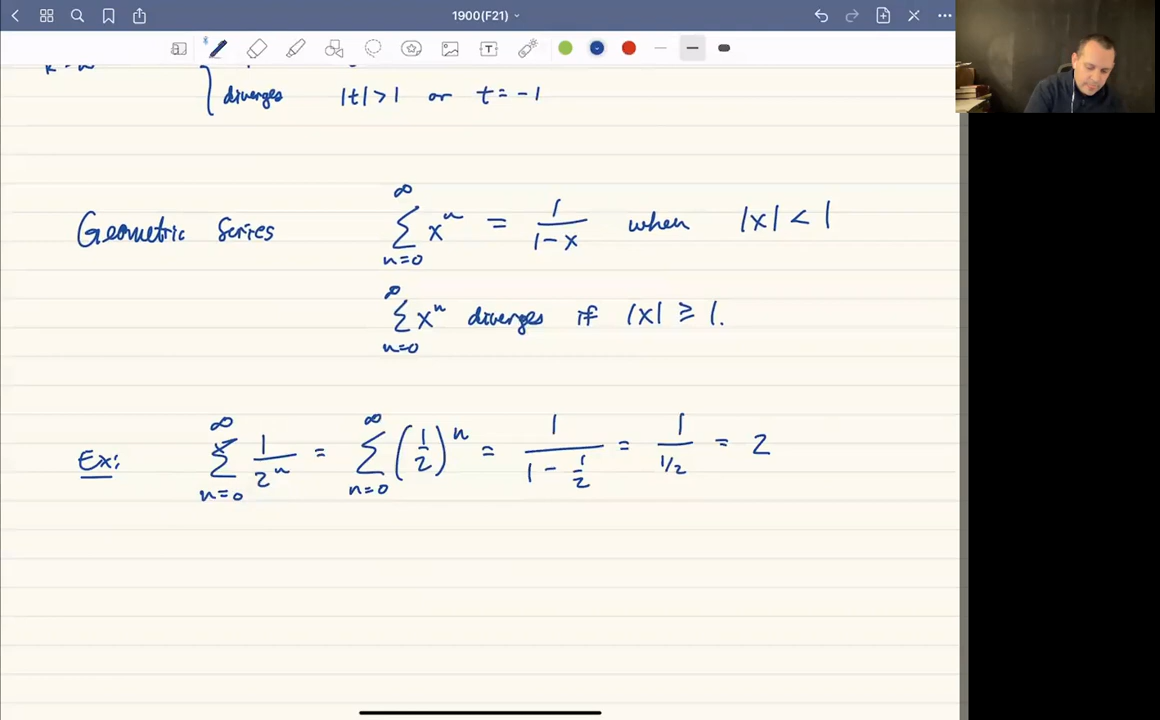 1900(F21)
diverges |t| > 1 or t = -1
Geometric Series ∑_{n=0}^{∞} x^n = 1/(1-x) when |x| < 1
∑_{n=0}^{∞} x^n diverges if |x| ≥ 1.
Ex: ∑_{n=0}^{∞} 1/2^n = ∑_{n=0}^{∞} (1/2)^n = 1/(1 - 1/2) = 1/(1/2) = 2